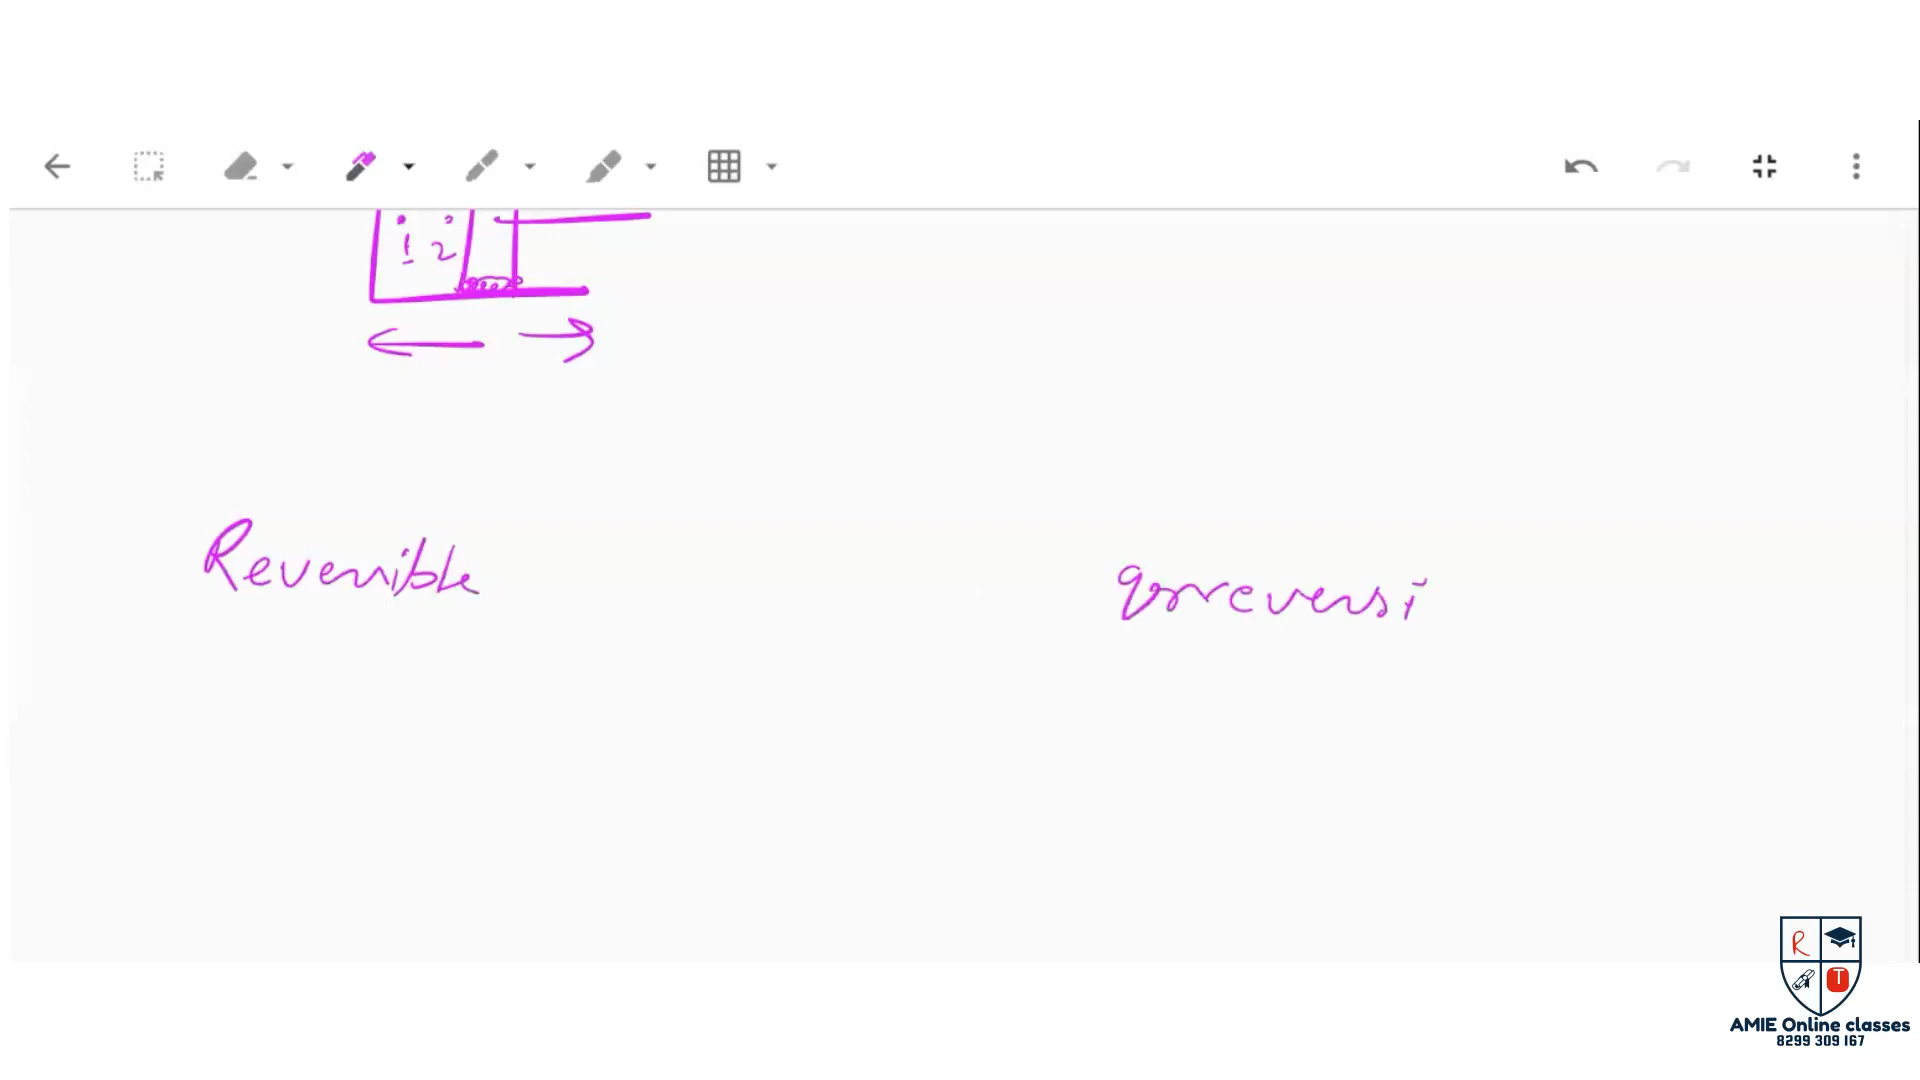 1 2
Reversible
Irreversi
R
T
AMIE Online classes
8299 309 167